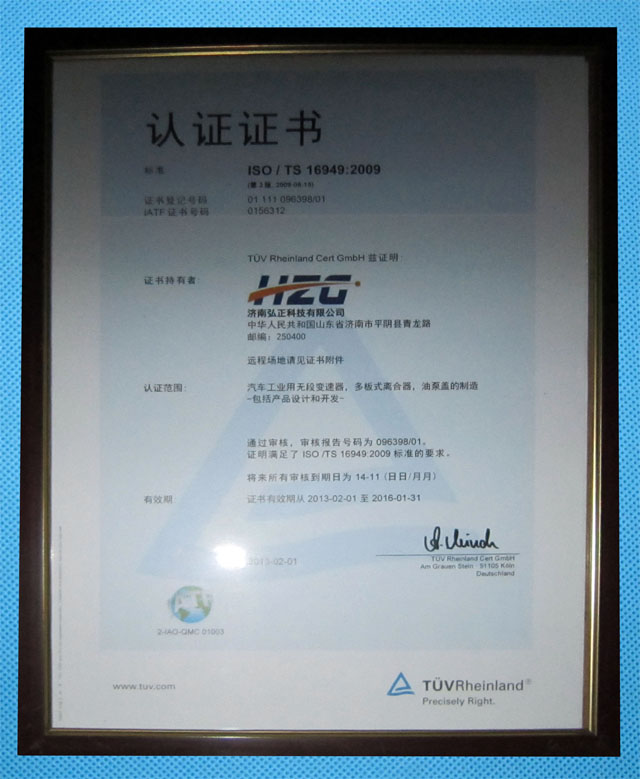 认证证书
标准 ISO / TS 16949:2009
(第 3 版, 2009-06-15)
证书登记号码 01 111 096398/01
IATF 证书号码 0156312
TÜV Rheinland Cert GmbH 兹证明:
证书持有者 HZG
济南弘正科技有限公司
中华人民共和国山东省济南市平阴县青龙路
邮编: 250400
远程场地请见证书附件
认证范围: 汽车工业用无段变速器, 多板式离合器, 油泵盖的制造
-包括产品设计和开发-
通过审核, 审核报告号码为 096398/01。
证明满足了 ISO /TS 16949:2009 标准的要求。
将来所有审核到期日为 14-11 (日日/月月)
有效期 证书有效期从 2013-02-01 至 2016-01-31
2013-02-01
TÜV Rheinland Cert GmbH
Am Grauen Stein · 51105 Köln
Deutschland
2-IAO-QMC 01003
www.tuv.com
TÜVRheinland®
Precisely Right.